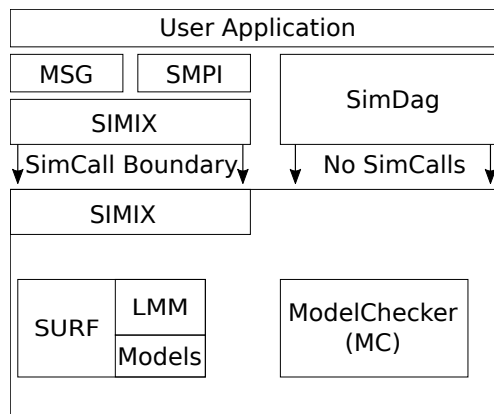 User Application
MSG
SMPI
SimDag
SIMIX
SimCall Boundary
No SimCalls
SIMIX
SURF
LMM
Models
ModelChecker
(MC)